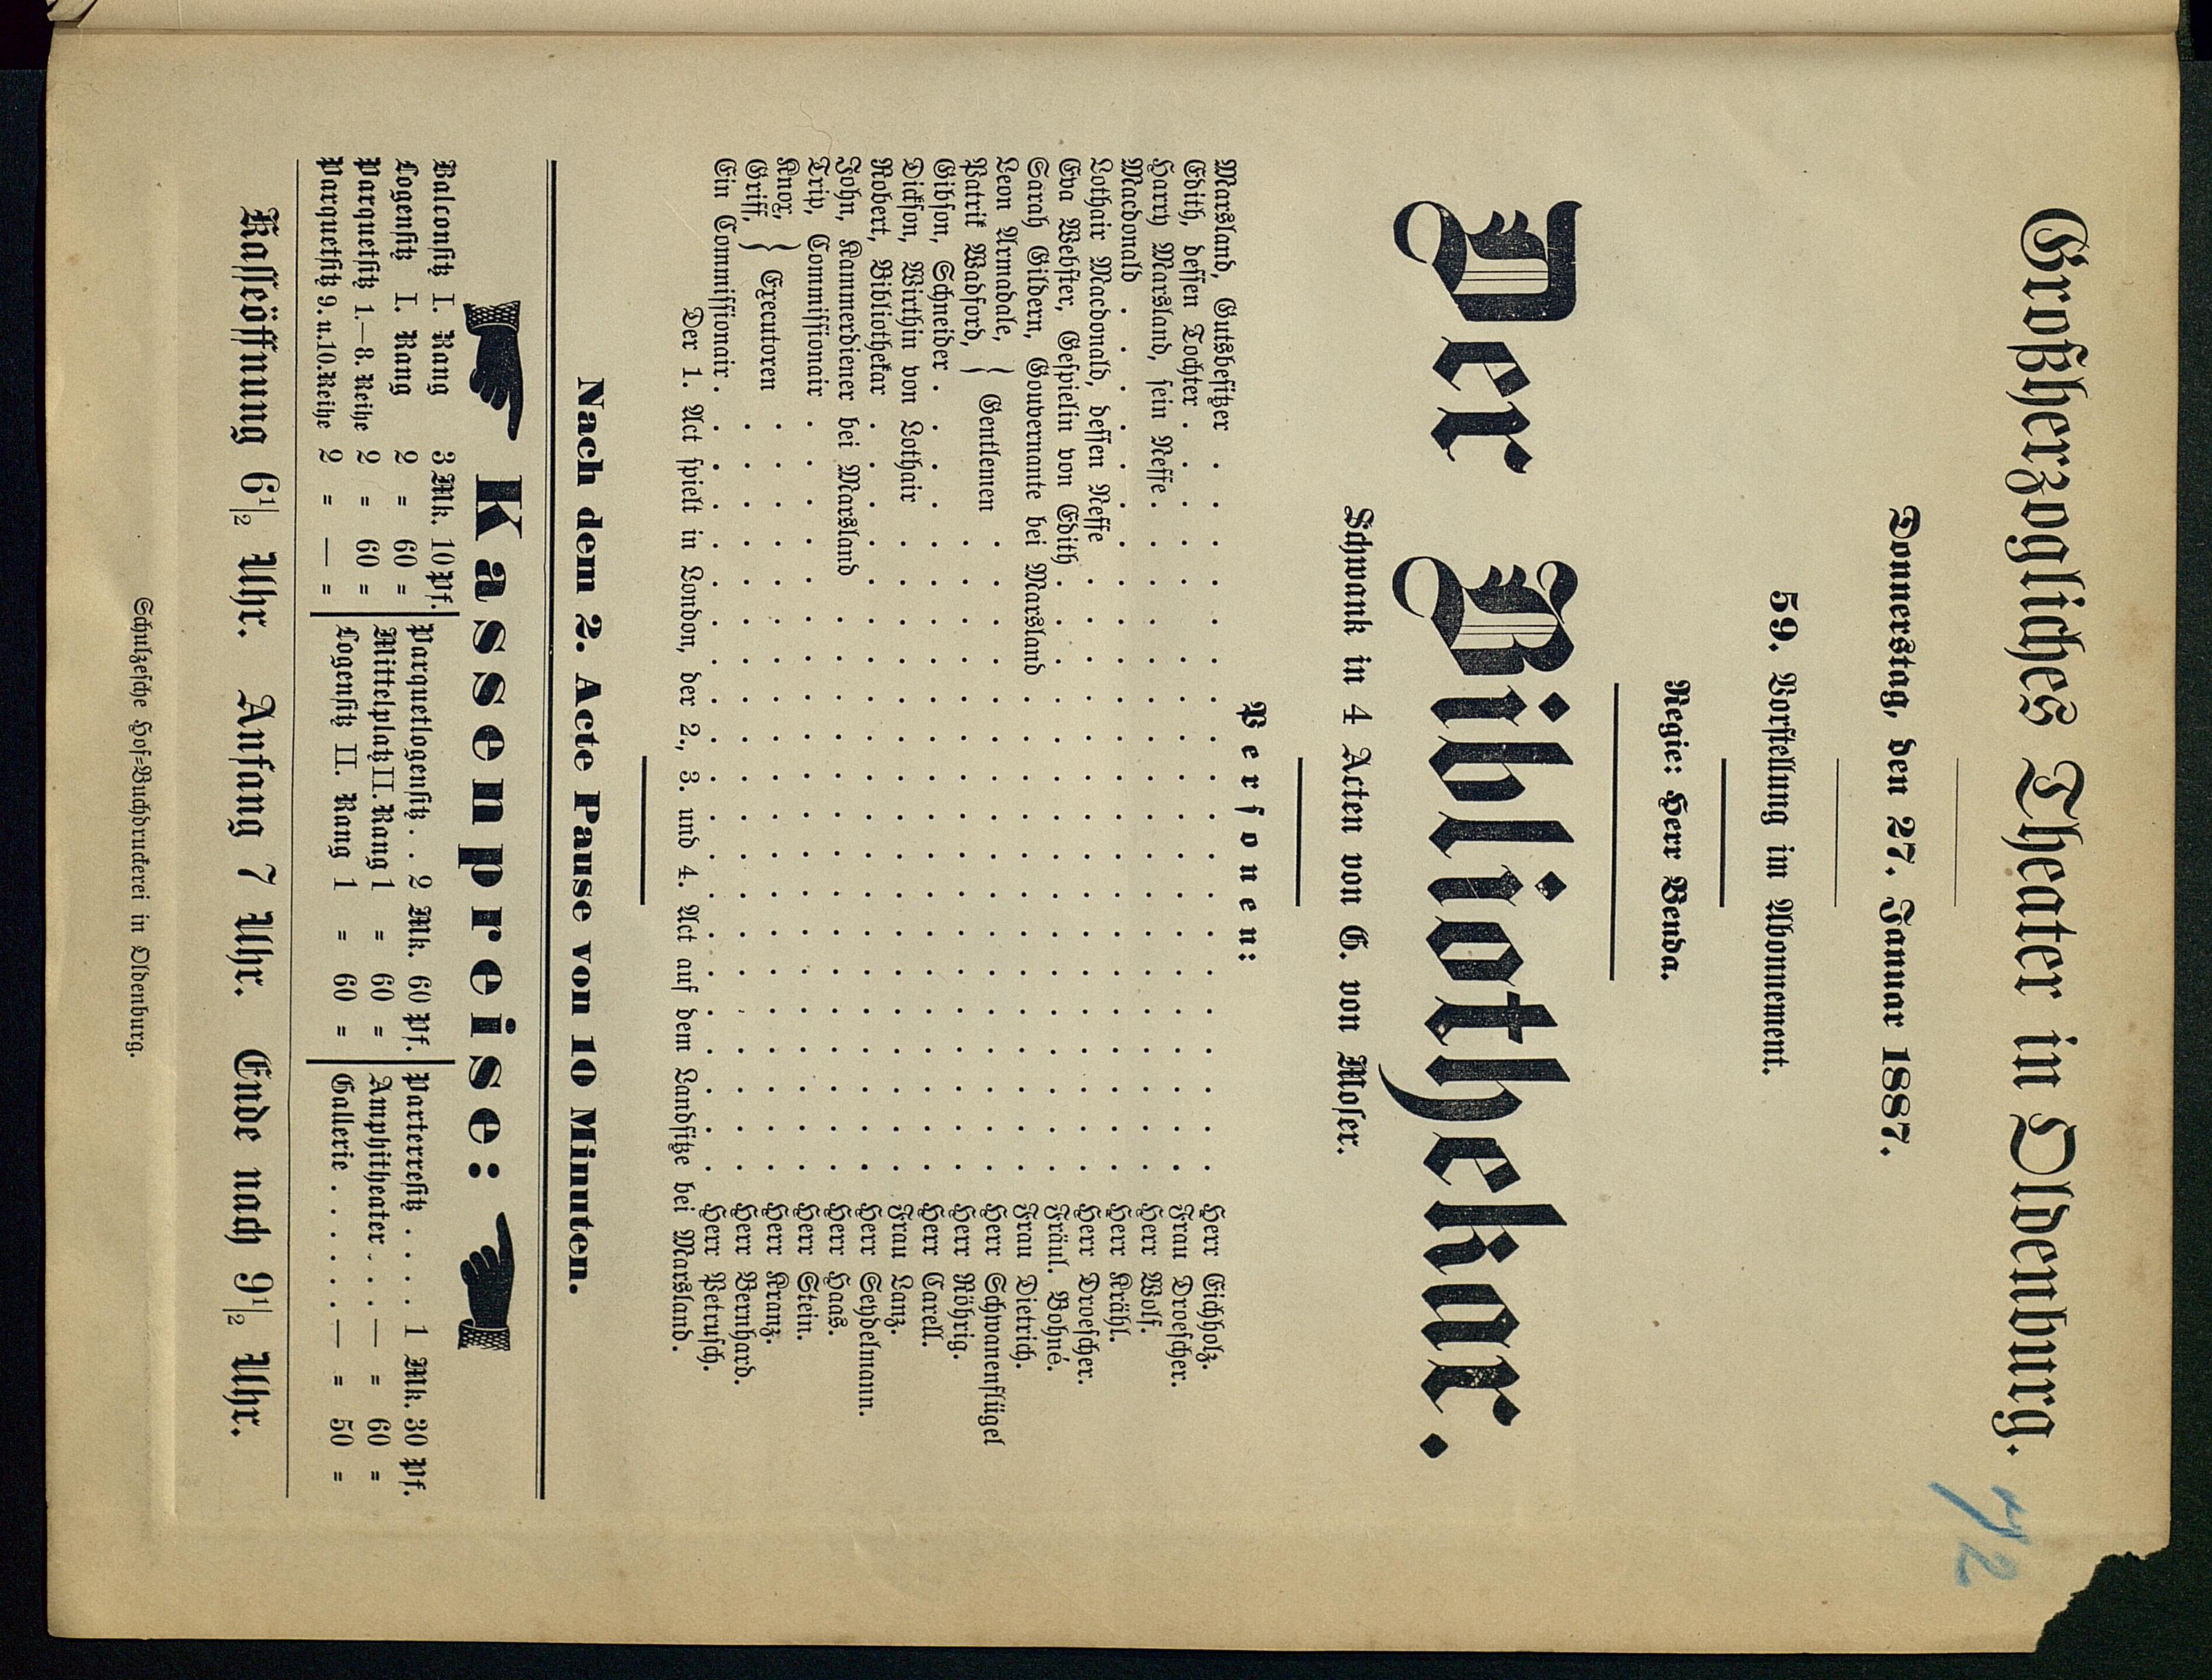 Großherzogliches Theater in Oldenburg.
72
Donnerstag, den 27. Januar 1887.
59. Vorstellung im Abonnement.
Regie: Herr Benda.
Der Bibliothekar.
Schwank in 4 Acten von G. von Moser.
Personen:
Marsland, Gutsbesitzer . . . . . Herr Eichholz.
Edith, dessen Tochter . . . . . Frau Droescher.
Harry Marsland, sein Neffe . . . . . Herr Wolf.
Macdonald . . . . . Herr Krähl.
Lothair Macdonald, dessen Neffe . . . . . Herr Droescher.
Eva Webster, Gespielin von Edith . . . . . Fräul. Bohné.
Sarah Gildern, Gouvernante bei Marsland . . . . . Frau Dietrich.
Leon Armadale, } Gentlemen . . . . . Herr Schwanenflügel
Patrik Wadford, } . . . . . Herr Röhrig.
Gibson, Schneider . . . . . Herr Carell.
Dickson, Wirthin von Lothair . . . . . Frau Lanz.
Robert, Bibliothekar . . . . . Herr Seydelmann.
John, Kammerdiener bei Marsland . . . . . Herr Haas.
Trip, Commissionair . . . . . Herr Stein.
Knox, } Executoren . . . . . Herr Kranz.
Griff, } . . . . . Herr Bernhard.
Ein Commissionair . . . . . Herr Petrusch.
Der 1. Act spielt in London, der 2., 3. und 4. Act auf dem Landsitze bei Marsland.
Nach dem 2. Acte Pause von 10 Minuten.
Kassenpreise:
Balconsitz I. Rang 3 Mk. 10 Pf.
Logensitz I. Rang 2 = 60 =
Parquetsitz 1.—8. Reihe 2 = 60 =
Parquetsitz 9. u. 10. Reihe 2 = — =
Parquetlogensitz . . 2 Mk. 60 Pf.
Mittelplatz II. Rang 1 = 60 =
Logensitz II. Rang 1 = 60 =
Parterresitz . . . . 1 Mk. 30 Pf.
Amphitheater . . . — = 60 =
Gallerie . . . . . . — = 50 =
Kasseöffnung 6½ Uhr. Anfang 7 Uhr. Ende nach 9½ Uhr.
Schulzesche Hof=Buchdruckerei in Oldenburg.